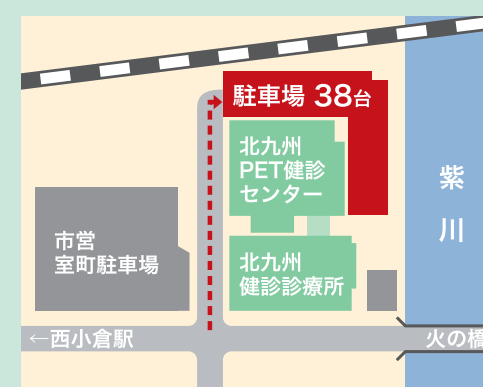 駐車場 38台
北九州
PET健診
センター
紫
川
市営
室町駐車場
北九州
健診診療所
←西小倉駅
火の橋